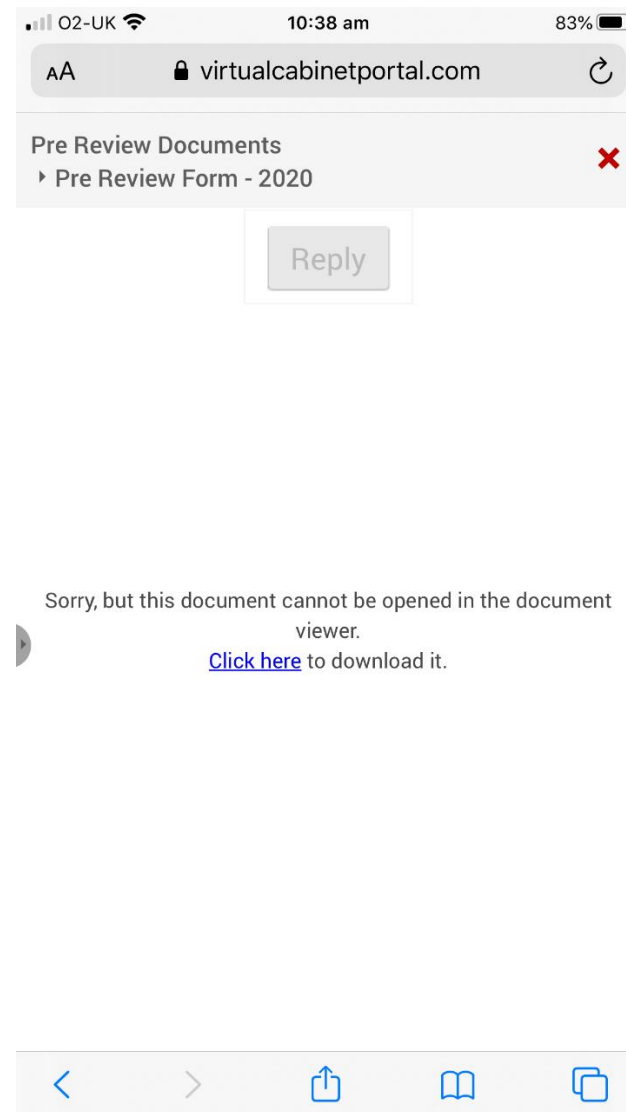 O2-UK 10:38 am 83%
AA virtualcabinetportal.com
Pre Review Documents
Pre Review Form - 2020
Reply
Sorry, but this document cannot be opened in the document
viewer.
Click here to download it.